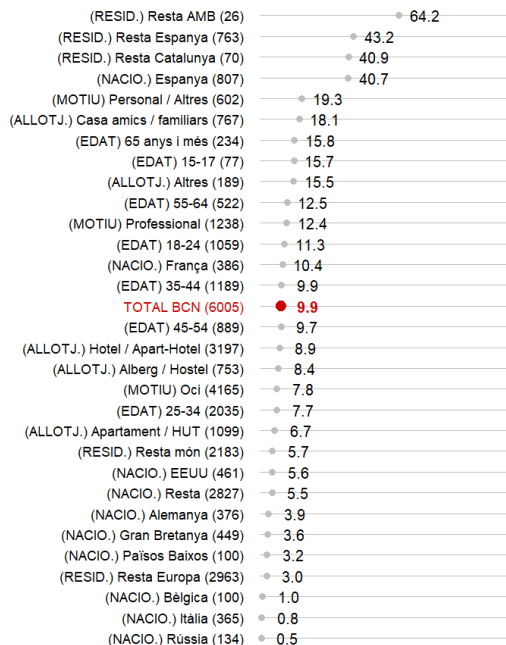 (RESID.) Resta AMB (26) 64.2
(RESID.) Resta Espanya (763) 43.2
(RESID.) Resta Catalunya (70) 40.9
(NACIO.) Espanya (807) 40.7
(MOTIU) Personal / Altres (602) 19.3
(ALLOTJ.) Casa amics / familiars (767) 18.1
(EDAT) 65 anys i més (234) 15.8
(EDAT) 15-17 (77) 15.7
(ALLOTJ.) Altres (189) 15.5
(EDAT) 55-64 (522) 12.5
(MOTIU) Professional (1238) 12.4
(EDAT) 18-24 (1059) 11.3
(NACIO.) França (386) 10.4
(EDAT) 35-44 (1189) 9.9
TOTAL BCN (6005) 9.9
(EDAT) 45-54 (889) 9.7
(ALLOTJ.) Hotel / Apart-Hotel (3197) 8.9
(ALLOTJ.) Alberg / Hostel (753) 8.4
(MOTIU) Oci (4165) 7.8
(EDAT) 25-34 (2035) 7.7
(ALLOTJ.) Apartament / HUT (1099) 6.7
(RESID.) Resta món (2183) 5.7
(NACIO.) EEUU (461) 5.6
(NACIO.) Resta (2827) 5.5
(NACIO.) Alemanya (376) 3.9
(NACIO.) Gran Bretanya (449) 3.6
(NACIO.) Països Baixos (100) 3.2
(RESID.) Resta Europa (2963) 3.0
(NACIO.) Bèlgica (100) 1.0
(NACIO.) Itàlia (365) 0.8
(NACIO.) Rússia (134) 0.5